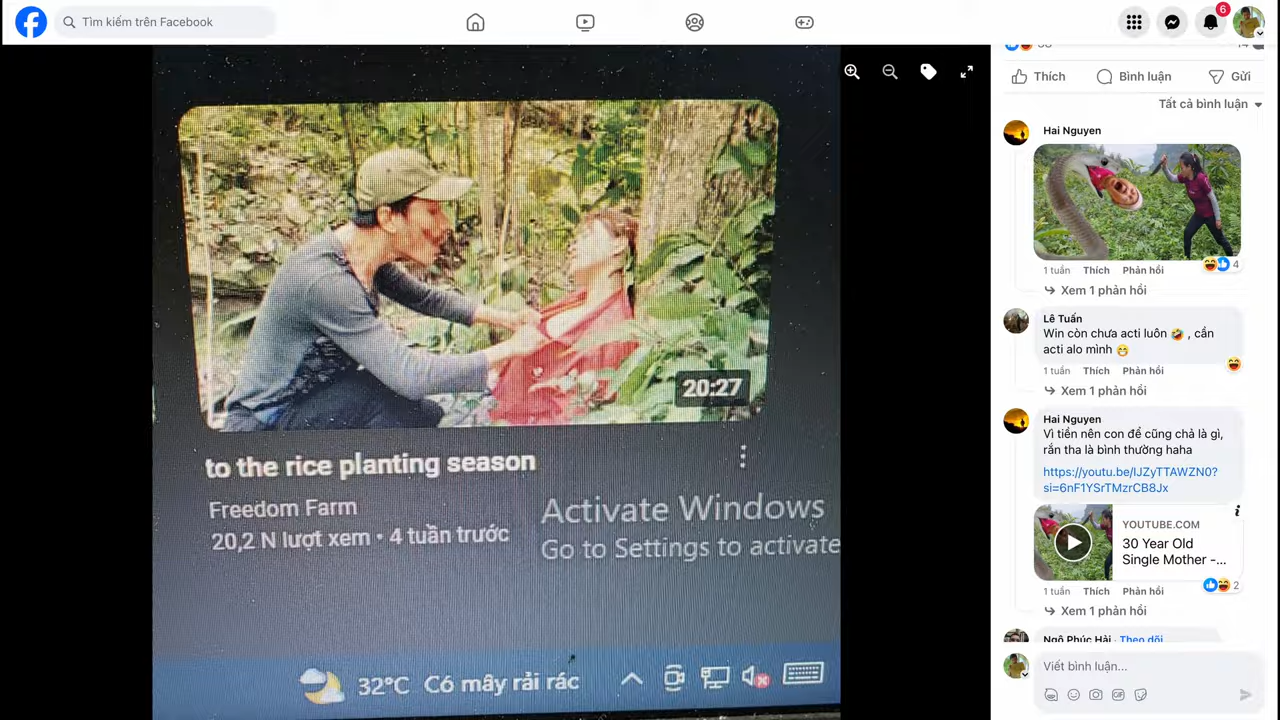 Tìm kiếm trên Facebook
6
20:27
to the rice planting season
Freedom Farm
20,2 N lượt xem • 4 tuần trước
Activate Windows
Go to Settings to activate
32°C Có mây rải rác
Thích Bình luận Gửi
Tất cả bình luận
Hai Nguyen
1 tuần Thích Phản hồi 4
Xem 1 phản hồi
Lê Tuấn
Win còn chưa acti luôn 🤣 , cần
acti alo mình 😁
1 tuần Thích Phản hồi
Xem 1 phản hồi
Hai Nguyen
Vì tiền nên con đẻ cũng chả là gì,
rắn tha là bình thường haha
https://youtu.be/lJZyTTAWZN0?
si=6nF1YSrTMzrCB8Jx
YOUTUBE.COM
30 Year Old
Single Mother -...
1 tuần Thích Phản hồi 2
Xem 1 phản hồi
Ngô Phúc Hải · Theo dõi
Viết bình luận...
GIF